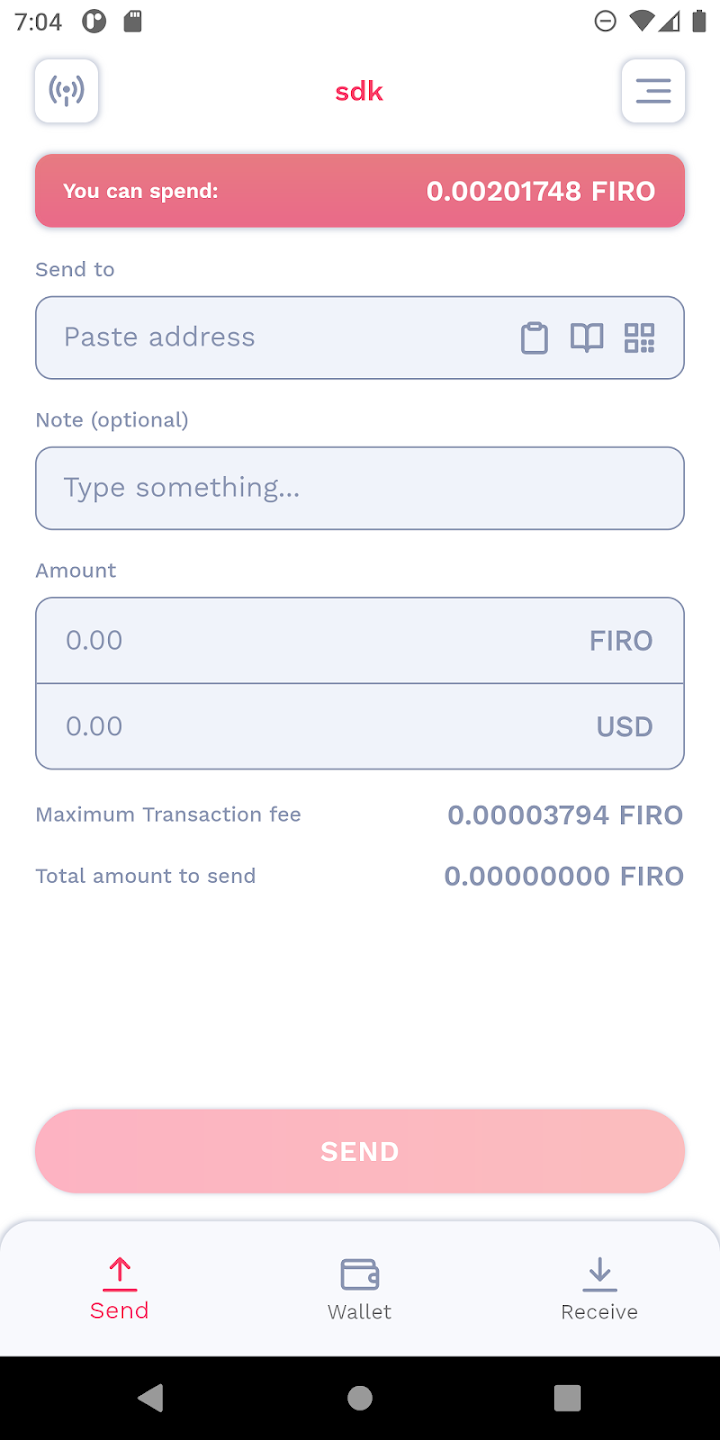 7:04
sdk
You can spend: 0.00201748 FIRO
Send to
Paste address
Note (optional)
Type something...
Amount
0.00 FIRO
0.00 USD
Maximum Transaction fee 0.00003794 FIRO
Total amount to send 0.00000000 FIRO
SEND
Send Wallet Receive